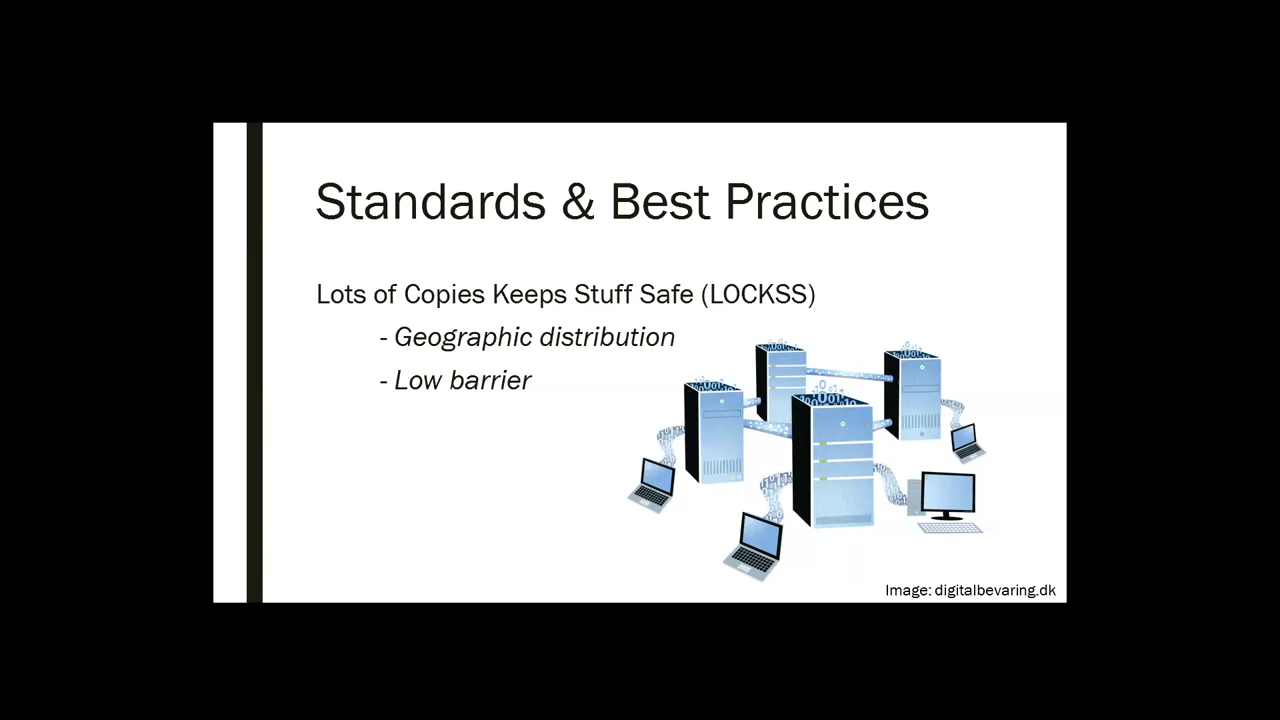 Standards & Best Practices
Lots of Copies Keeps Stuff Safe (LOCKSS)
- Geographic distribution
- Low barrier
Image: digitalbevaring.dk